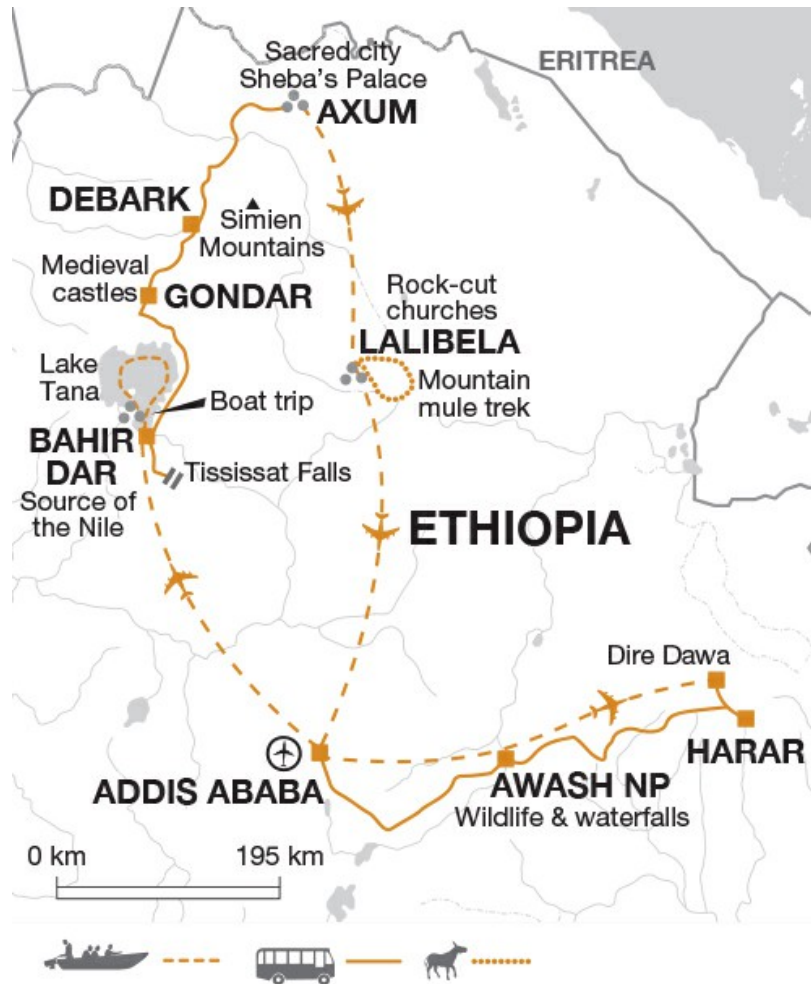 Sacred city
Sheba's Palace
AXUM
ERITREA
DEBARK
Simien
Mountains
Medieval
castles
GONDAR
Rock-cut
churches
LALIBELA
Mountain
mule trek
Lake
Tana
Boat trip
BAHIR
DAR
Source of
the Nile
Tississat Falls
ETHIOPIA
Dire Dawa
HARAR
ADDIS ABABA
AWASH NP
Wildlife & waterfalls
0 km
195 km